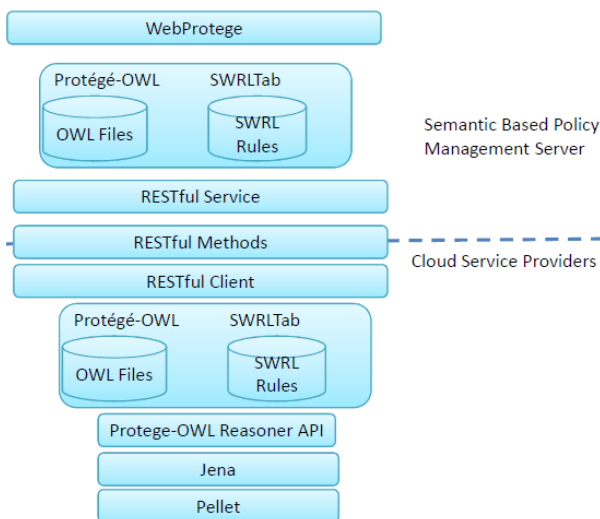 WebProtege
Protégé-OWL SWRLTab
OWL Files
SWRL
Rules
Semantic Based Policy
Management Server
RESTful Service
RESTful Methods
Cloud Service Providers
RESTful Client
Protégé-OWL SWRLTab
OWL Files
SWRL
Rules
Protege-OWL Reasoner API
Jena
Pellet